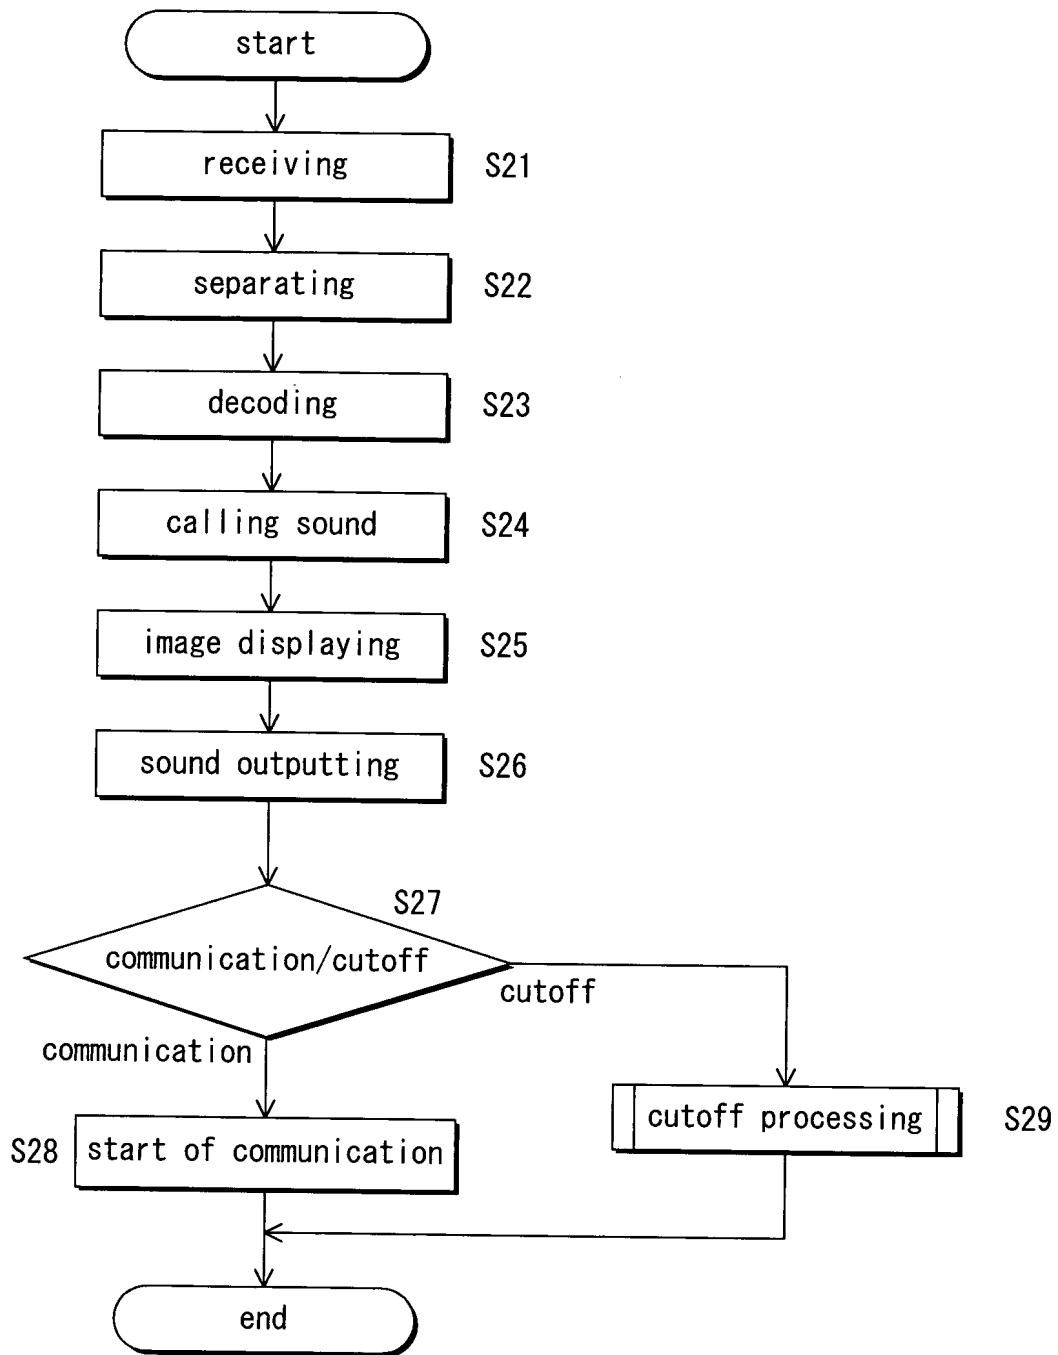 start
receiving S21
separating S22
decoding S23
calling sound S24
image displaying S25
sound outputting S26
S27
communication/cutoff
cutoff
communication
cutoff processing S29
S28 start of communication
end